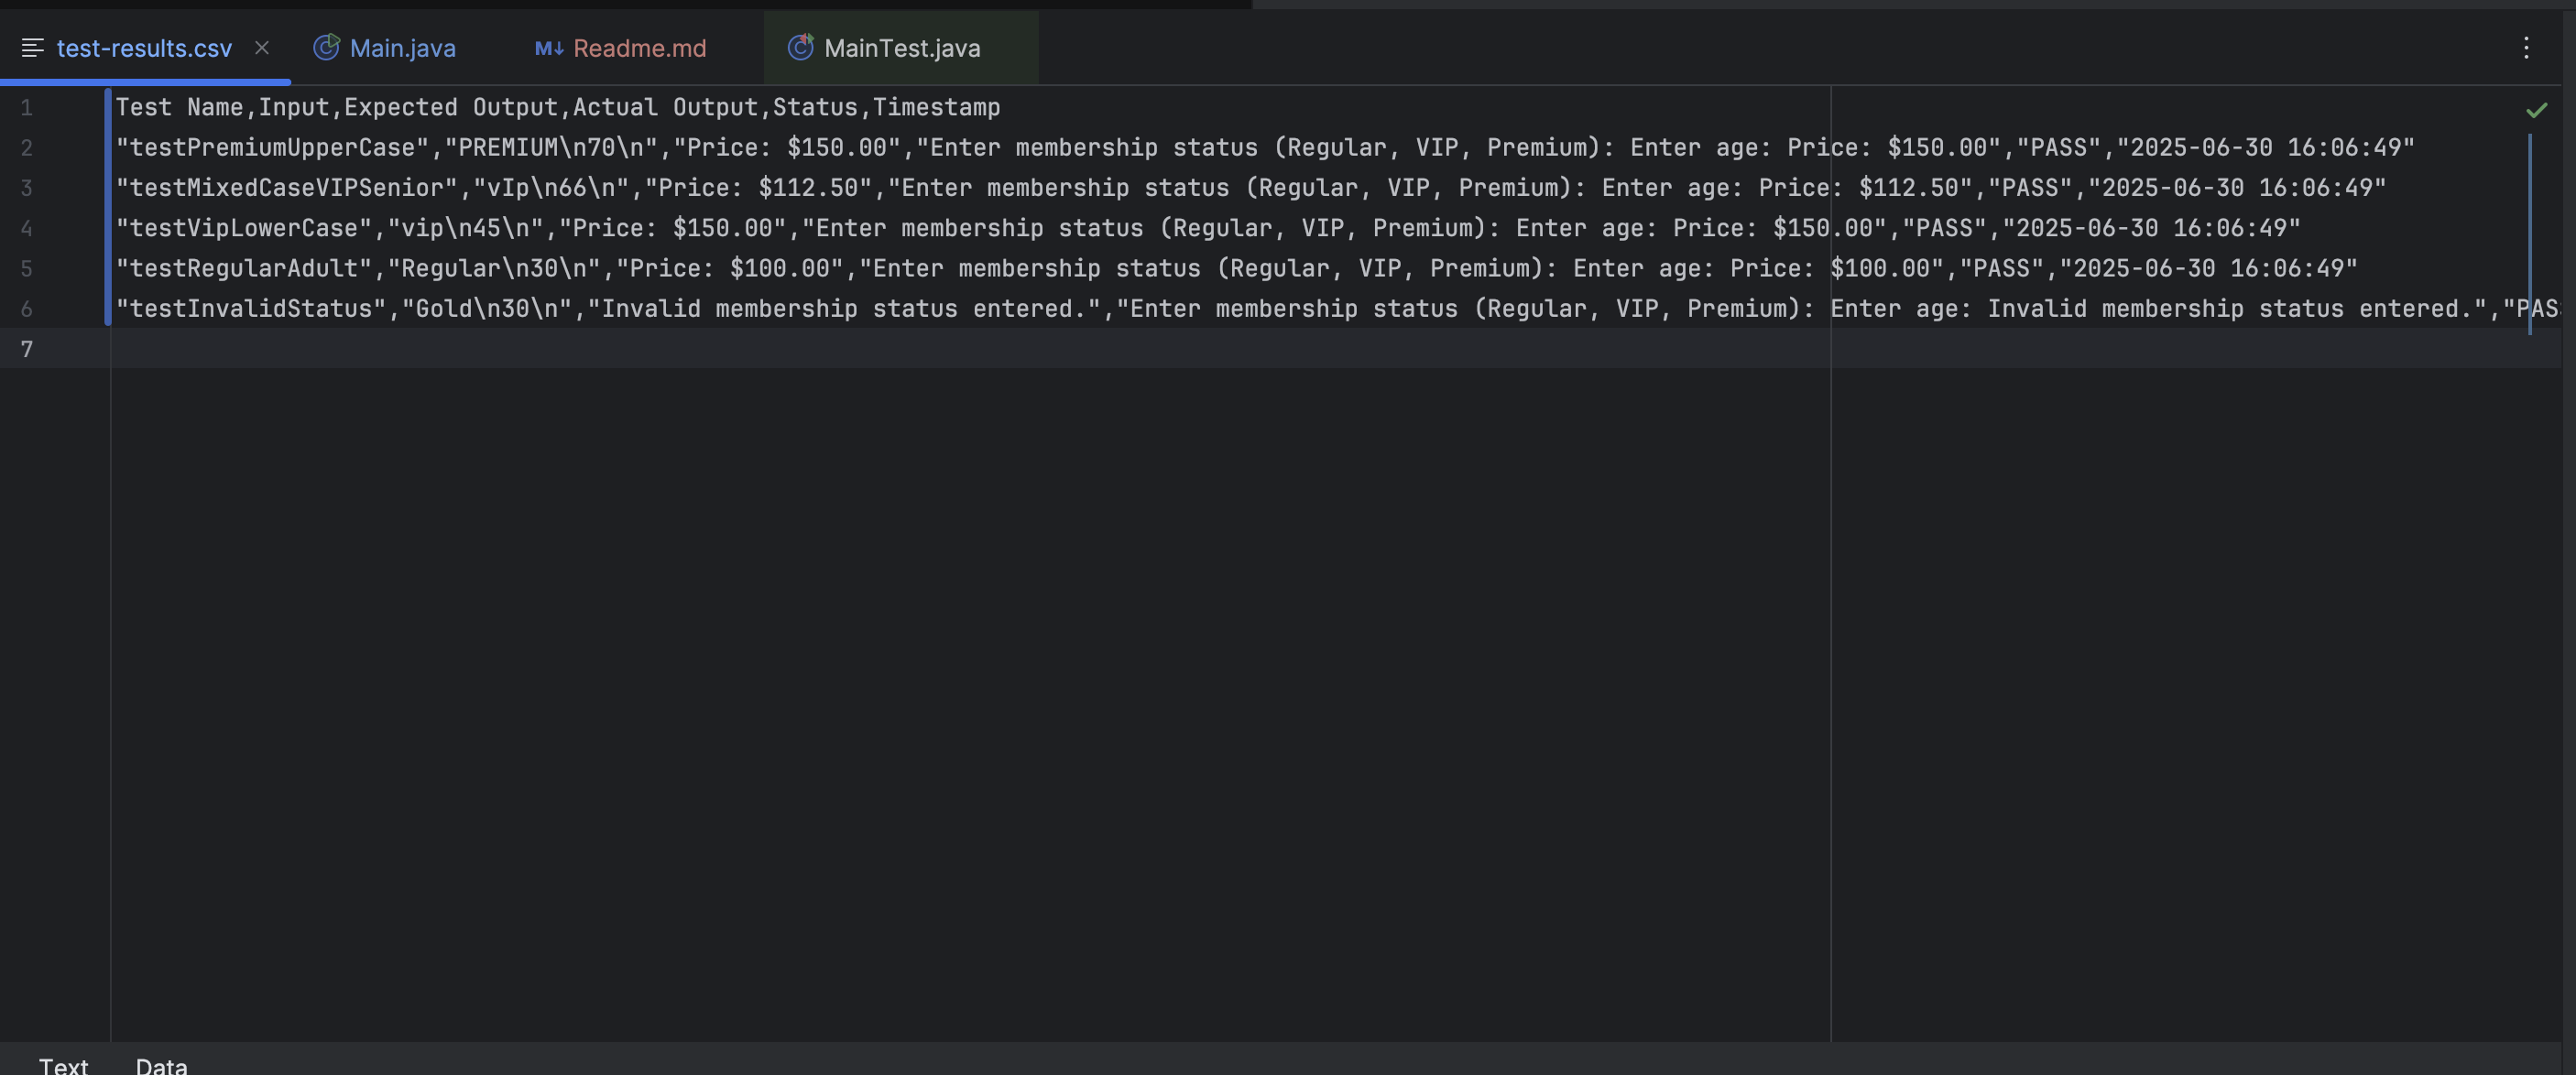 test-results.csv Main.java M↓ Readme.md MainTest.java
1 Test Name,Input,Expected Output,Actual Output,Status,Timestamp
2 "testPremiumUpperCase","PREMIUM\n70\n","Price: $150.00","Enter membership status (Regular, VIP, Premium): Enter age: Price: $150.00","PASS","2025-06-30 16:06:49"
3 "testMixedCaseVIPSenior","vIp\n66\n","Price: $112.50","Enter membership status (Regular, VIP, Premium): Enter age: Price: $112.50","PASS","2025-06-30 16:06:49"
4 "testVipLowerCase","vip\n45\n","Price: $150.00","Enter membership status (Regular, VIP, Premium): Enter age: Price: $150.00","PASS","2025-06-30 16:06:49"
5 "testRegularAdult","Regular\n30\n","Price: $100.00","Enter membership status (Regular, VIP, Premium): Enter age: Price: $100.00","PASS","2025-06-30 16:06:49"
6 "testInvalidStatus","Gold\n30\n","Invalid membership status entered.","Enter membership status (Regular, VIP, Premium): Enter age: Invalid membership status entered.","PAS
7
Text Data